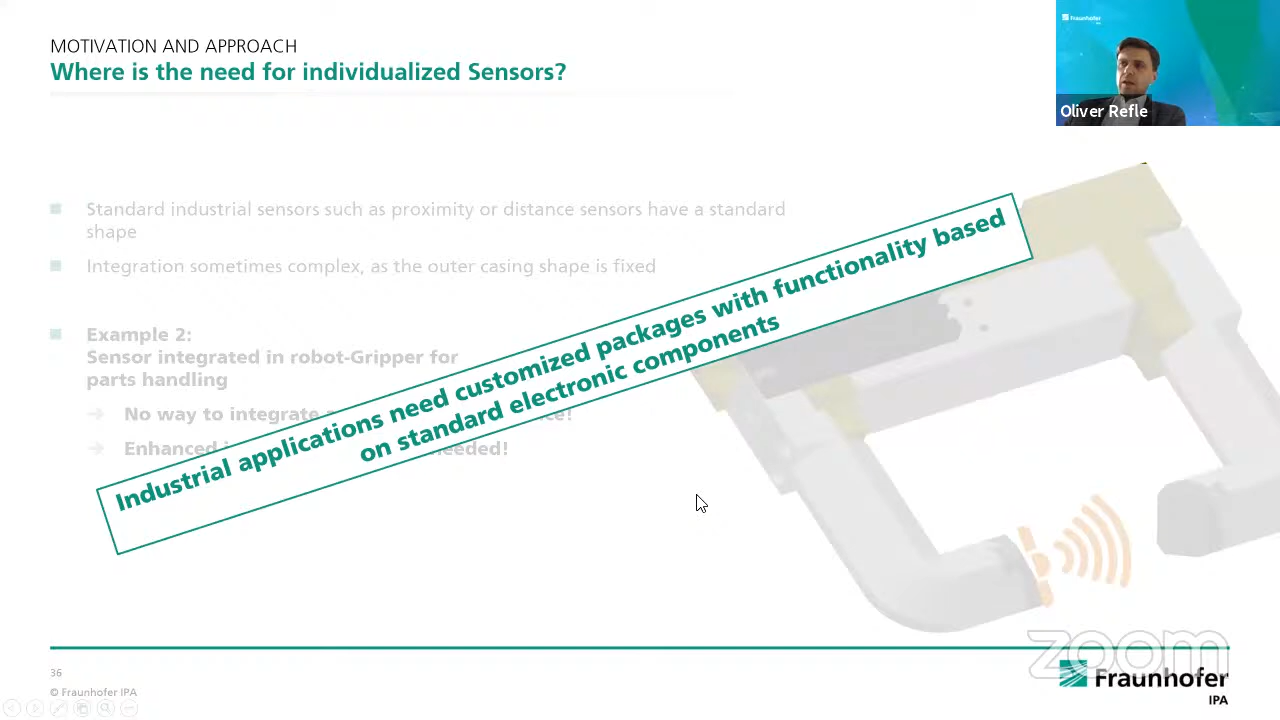 MOTIVATION AND APPROACH
Where is the need for individualized Sensors?
Fraunhofer
Oliver Refle
Standard industrial sensors such as proximity or distance sensors have a standard
shape
Integration sometimes complex, as the outer casing shape is fixed
Example 2:
Sensor integrated in robot-Gripper for
parts handling
No way to integrate
Enhanced
Industrial applications need customized packages with functionality based
on standard electronic components
zoom
36
© Fraunhofer IPA
Fraunhofer
IPA